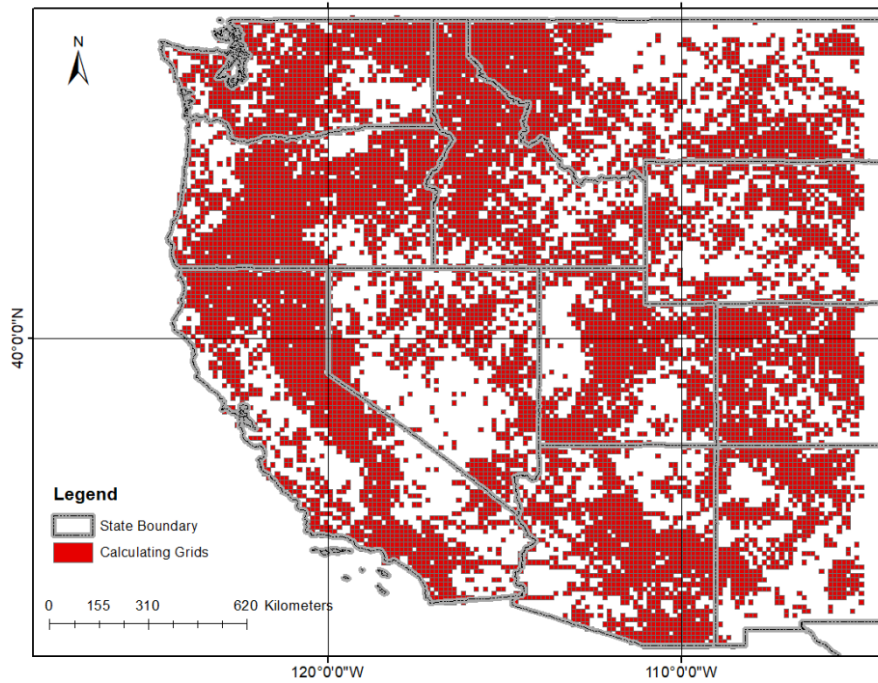 N
40°0'0"N
Legend
State Boundary
Calculating Grids
0 155 310 620 Kilometers
120°0'0"W 110°0'0"W